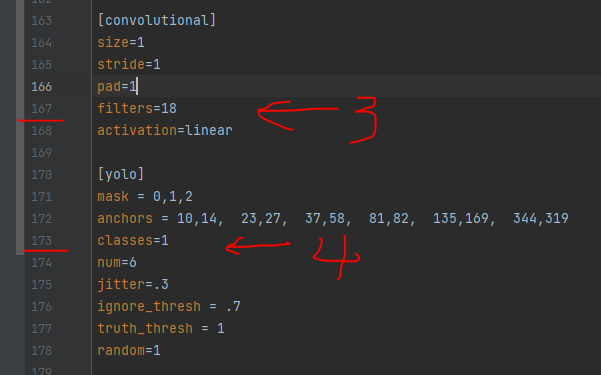 162
163 [convolutional]
164 size=1
165 stride=1
166 pad=1
167 filters=18 3
168 activation=linear
169
170 [yolo]
171 mask = 0,1,2
172 anchors = 10,14,  23,27,  37,58,  81,82,  135,169,  344,319
173 classes=1 4
174 num=6
175 jitter=.3
176 ignore_thresh = .7
177 truth_thresh = 1
178 random=1
179